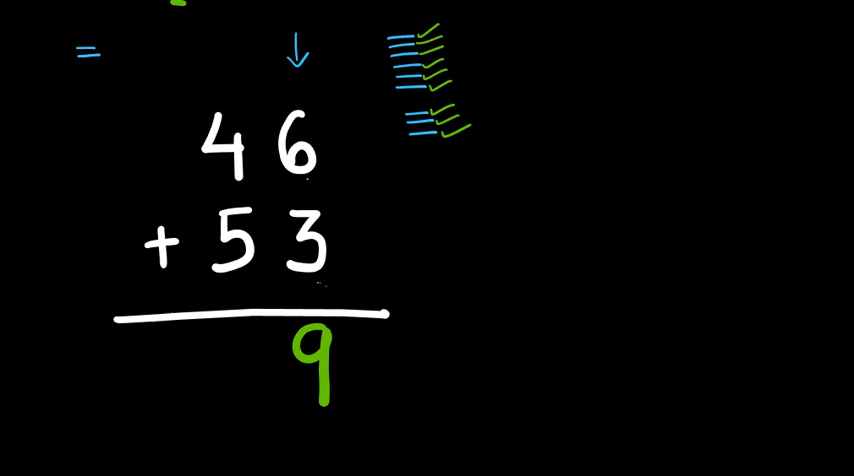 =
46
+ 53
9